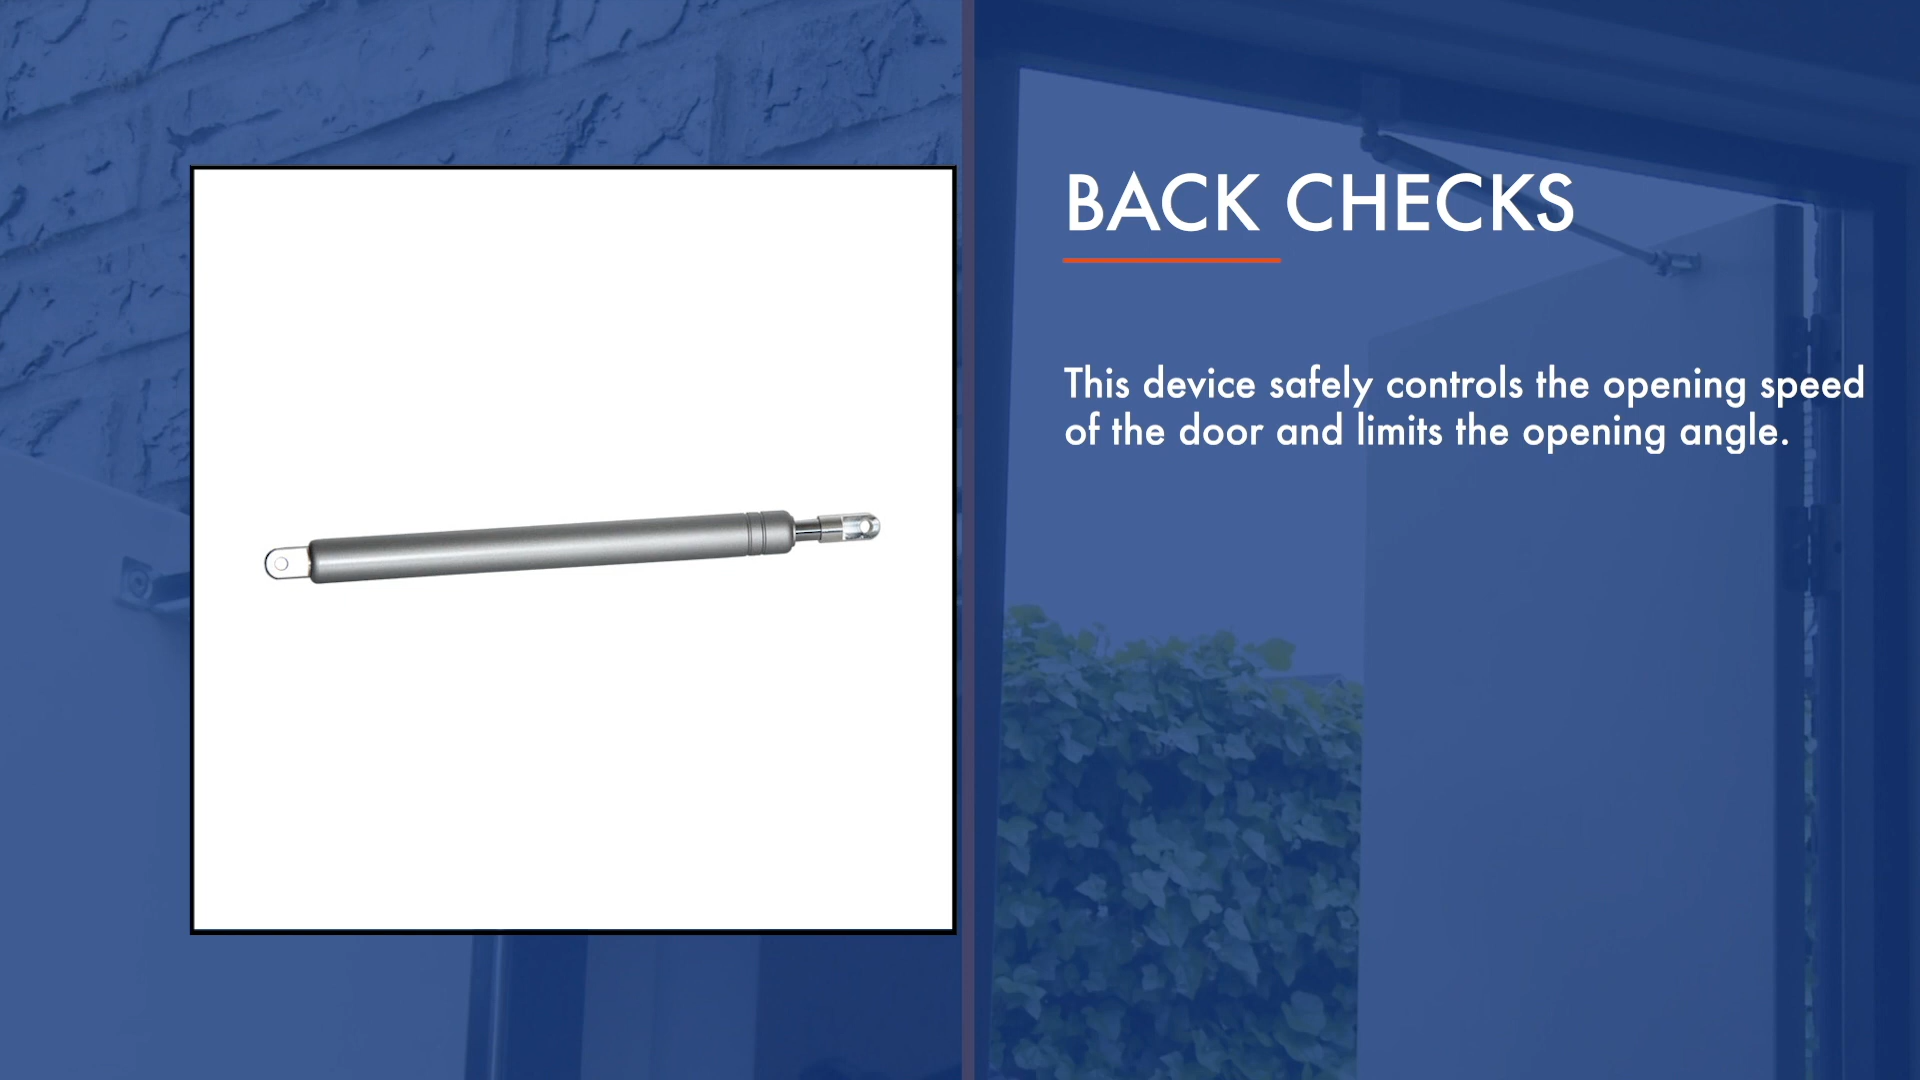 BACK CHECKS
This device safely controls the opening speed
of the door and limits the opening angle.